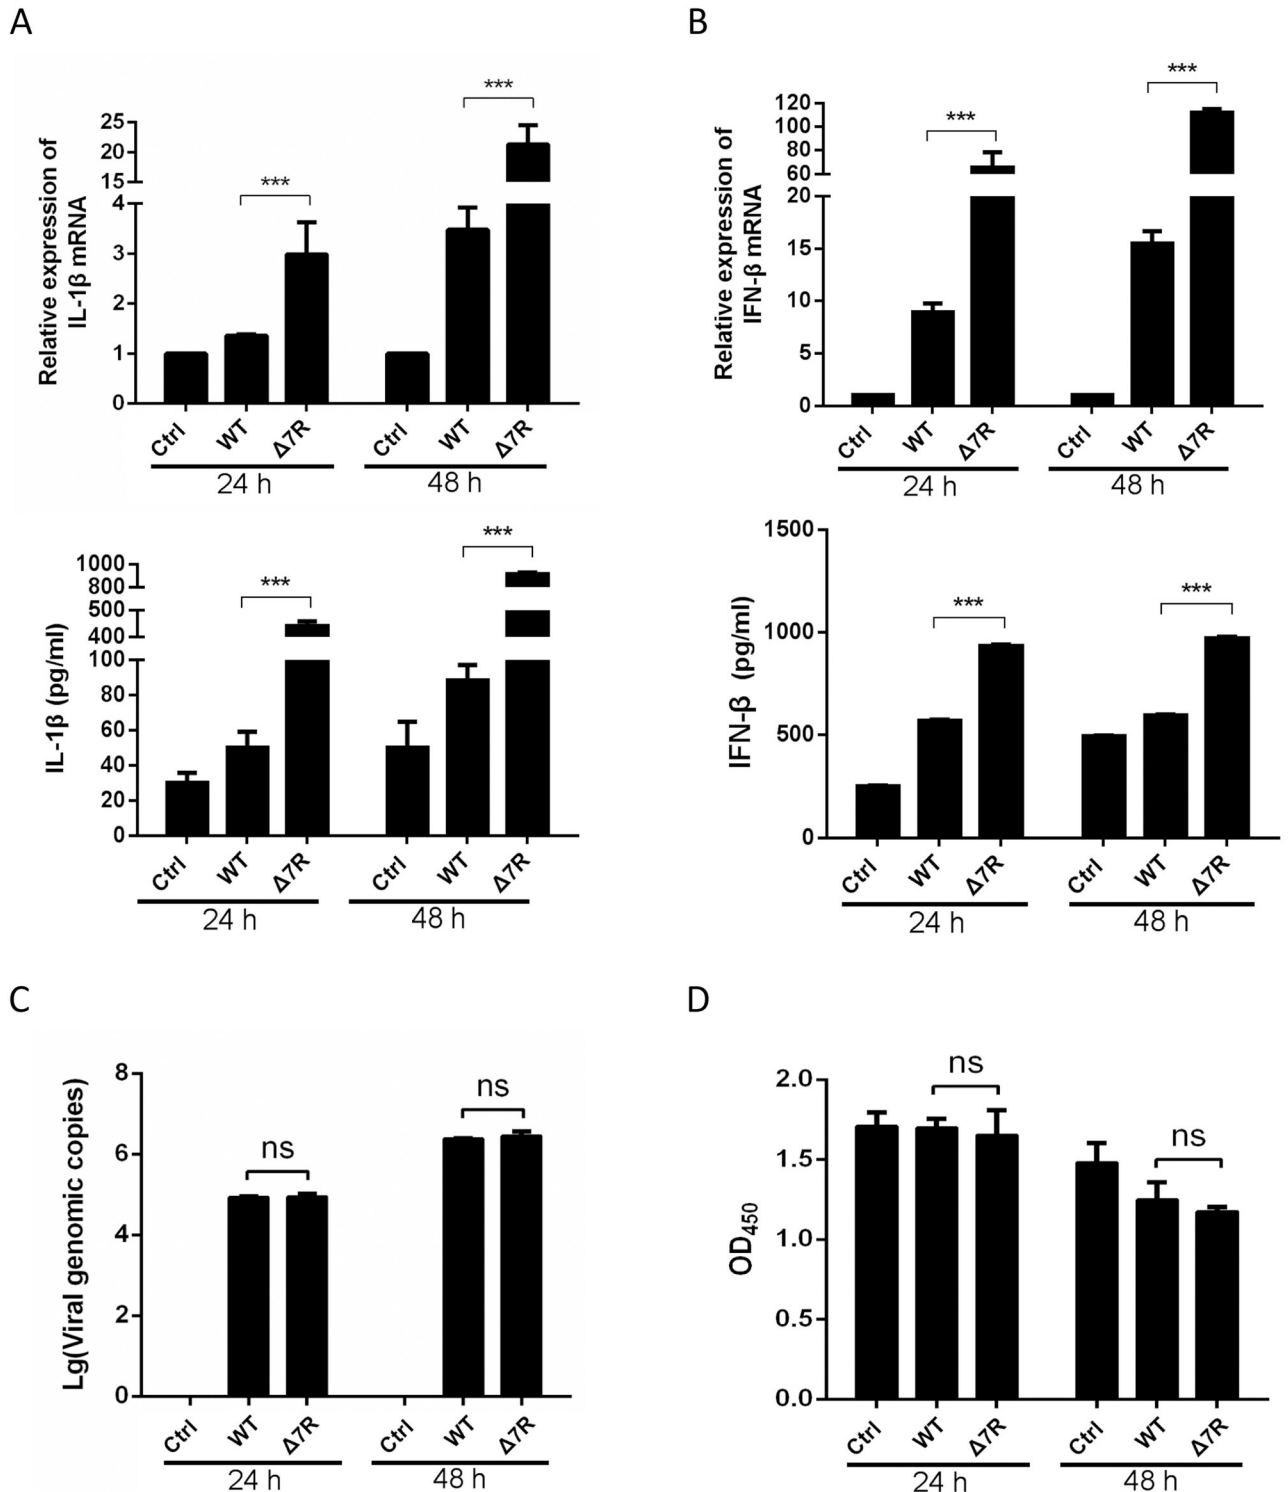 A
Relative expression of
IL-1β mRNA
25
20
15
4
3
2
1
0
***
***
Ctrl WT Δ7R Ctrl WT Δ7R
24 h 48 h
IL-1β (pg/ml)
1000
800
500
400
100
80
60
40
20
0
***
***
Ctrl WT Δ7R Ctrl WT Δ7R
24 h 48 h
B
Relative expression of
IFN-β mRNA
120
100
80
60
20
15
10
5
0
***
***
Ctrl WT Δ7R Ctrl WT Δ7R
24 h 48 h
IFN-β (pg/ml)
1500
1000
500
0
***
***
Ctrl WT Δ7R Ctrl WT Δ7R
24 h 48 h
C
Lg(Viral genomic copies)
8
6
4
2
0
ns
ns
Ctrl WT Δ7R Ctrl WT Δ7R
24 h 48 h
D
OD450
2.0
1.5
1.0
0.5
0.0
ns
ns
Ctrl WT Δ7R Ctrl WT Δ7R
24 h 48 h